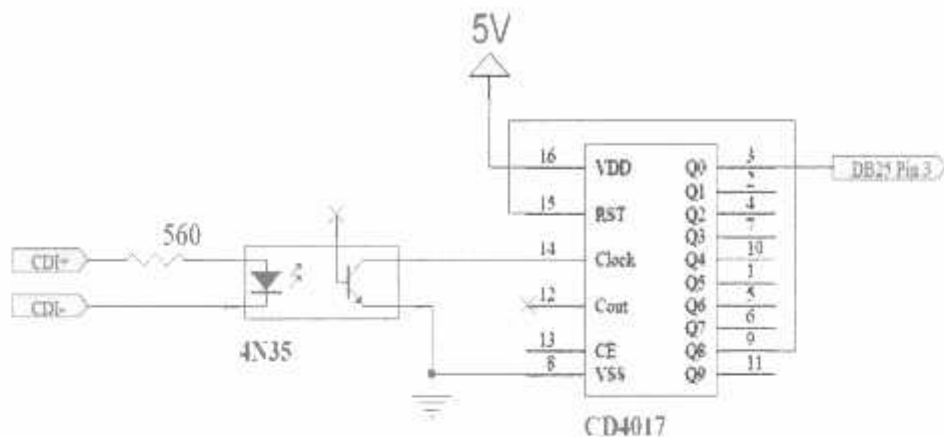 5V
16 VDD Q0 3 DB25 Pin 3
Q1 2
15 RST Q2 4
Q3 7
560 14 Clock Q4 10
CDI+ Q5 1
CDI- 12 Cout Q6 5
Q7 6
13 CE Q8 9
4N35 8 VSS Q9 11
CD4017